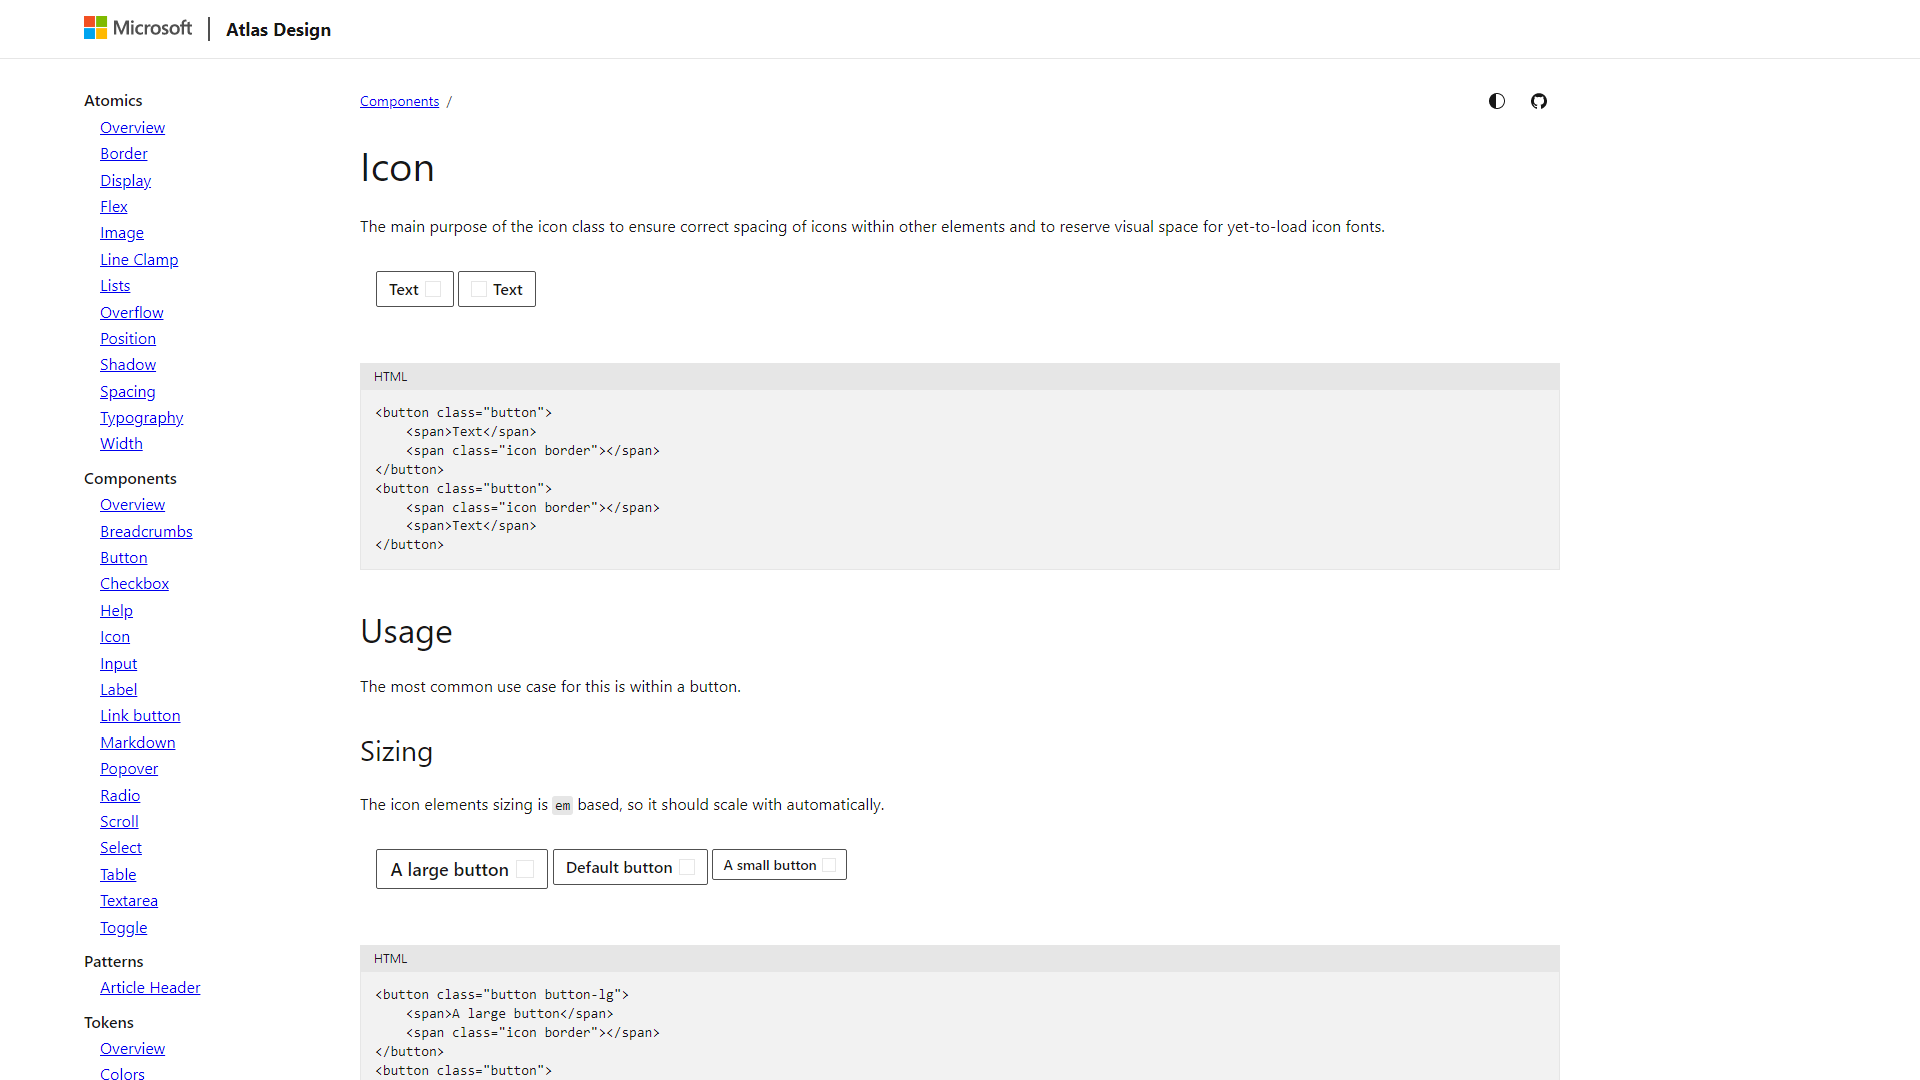 Microsoft
Atlas Design
Atomics
Overview
Border
Display
Flex
Image
Line Clamp
Lists
Overflow
Position
Shadow
Spacing
Typography
Width
Components
Overview
Breadcrumbs
Button
Checkbox
Help
Icon
Input
Label
Link button
Markdown
Popover
Radio
Scroll
Select
Table
Textarea
Toggle
Patterns
Article Header
Tokens
Overview
Colors
Components /
Icon
The main purpose of the icon class to ensure correct spacing of icons within other elements and to reserve visual space for yet-to-load icon fonts.
Text
Text
HTML
<button class="button">
    <span>Text</span>
    <span class="icon border"></span>
</button>
<button class="button">
    <span class="icon border"></span>
    <span>Text</span>
</button>
Usage
The most common use case for this is within a button.
Sizing
The icon elements sizing is em based, so it should scale with automatically.
A large button
Default button
A small button
HTML
<button class="button button-lg">
    <span>A large button</span>
    <span class="icon border"></span>
</button>
<button class="button">